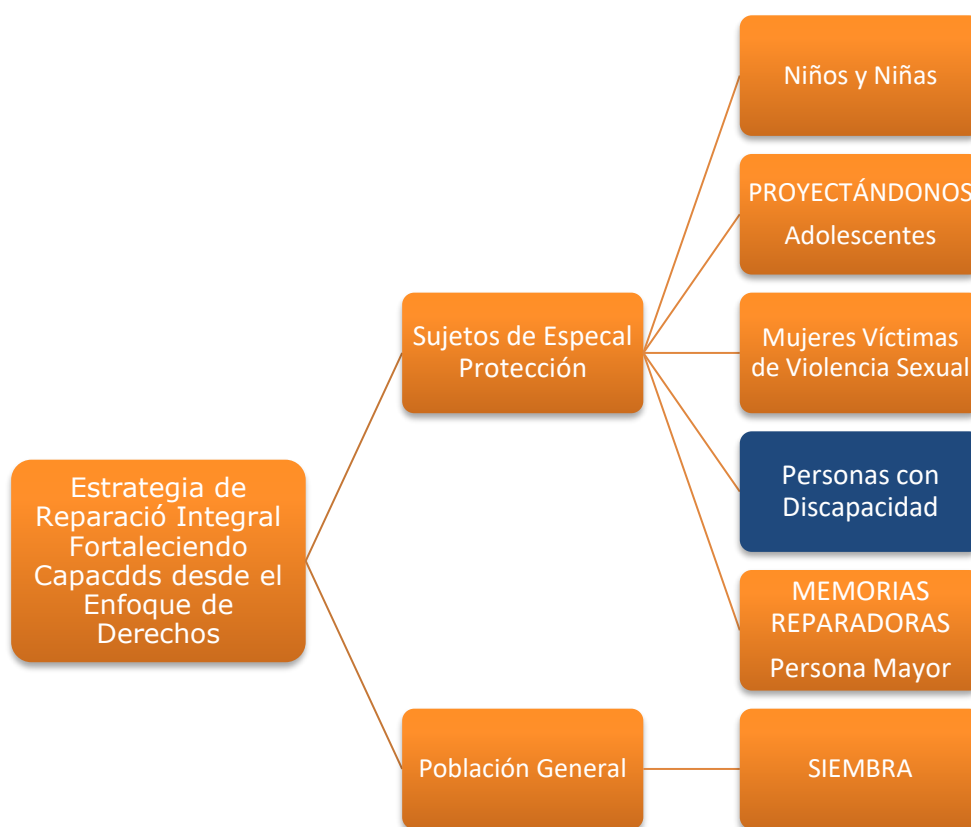 Niños y Niñas
PROYECTÁNDONOS
Adolescentes
Sujetos de Especal
Protección
Mujeres Víctimas
de Violencia Sexual
Personas con
Discapacidad
Estrategia de
Reparació Integral
Fortaleciendo
Capacdds desde el
Enfoque de
Derechos
MEMORIAS
REPARADORAS
Persona Mayor
Población General
SIEMBRA